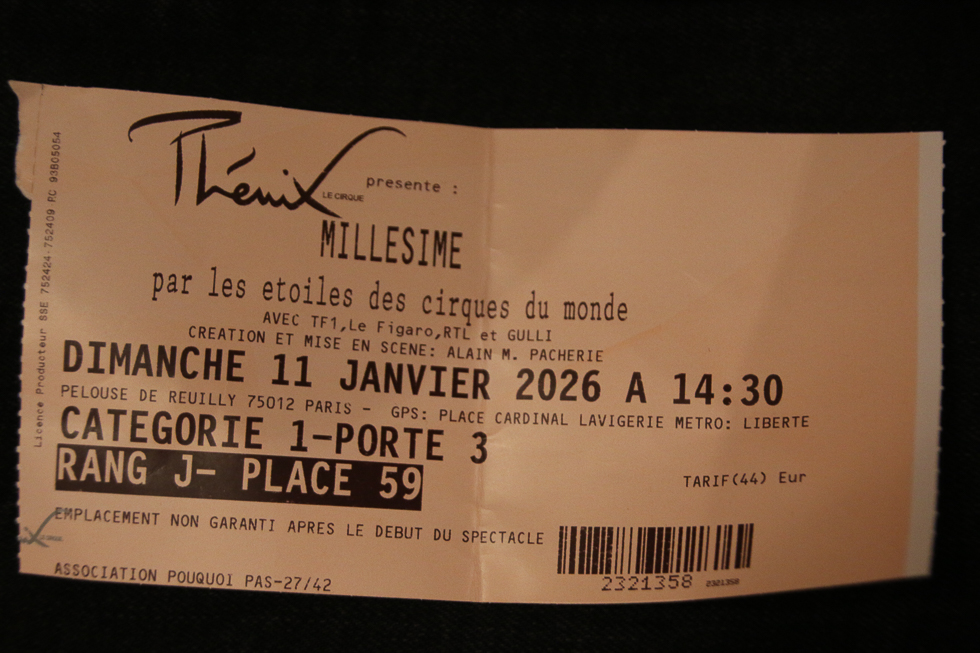 Phénix
LE CIRQUE
presente :
MILLESIME
par les etoiles des cirques du monde
AVEC TF1,Le Figaro,RTL et GULLI
CREATION ET MISE EN SCENE: ALAIN M. PACHERIE
DIMANCHE 11 JANVIER 2026 A 14:30
PELOUSE DE REUILLY 75012 PARIS - GPS: PLACE CARDINAL LAVIGERIE METRO: LIBERTE
CATEGORIE 1-PORTE 3
RANG J- PLACE 59
TARIF(44) Eur
EMPLACEMENT NON GARANTI APRES LE DEBUT DU SPECTACLE
2321358 2321358
ASSOCIATION POUQUOI PAS-27/42
Licence Producteur SSE 752424-752409 PC 93B05054